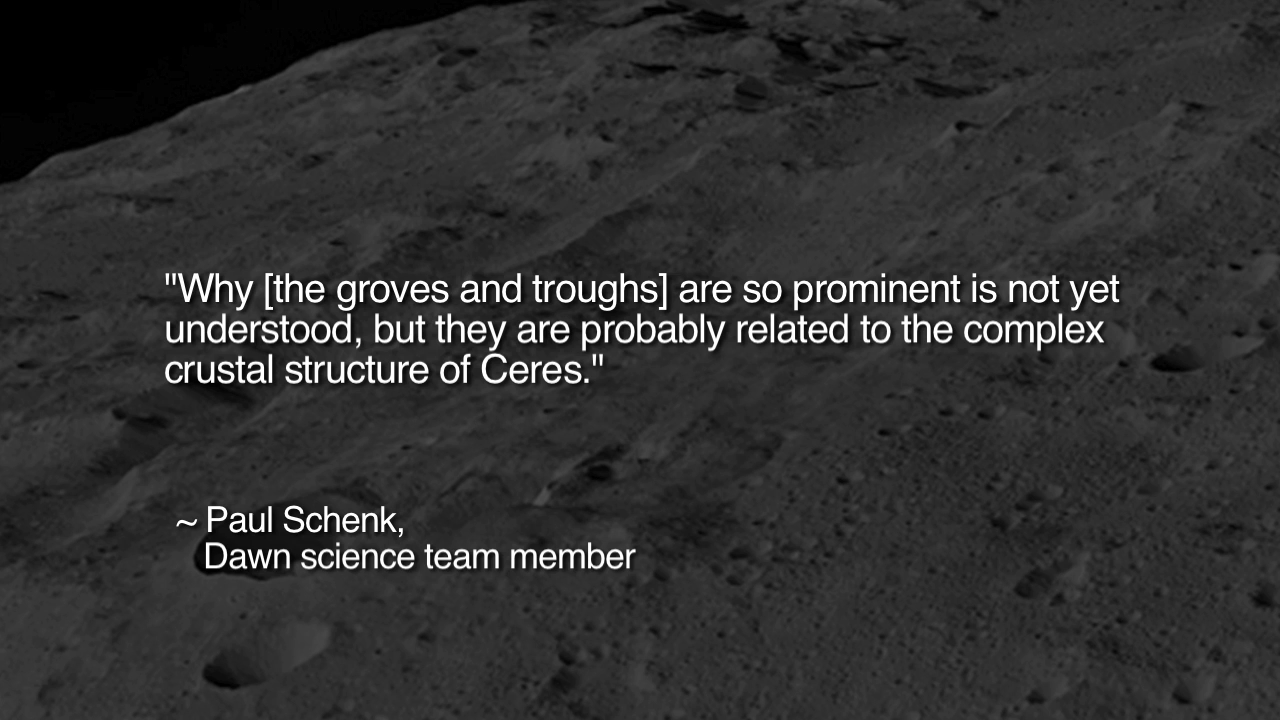 "Why [the groves and troughs] are so prominent is not yet
understood, but they are probably related to the complex
crustal structure of Ceres."
~ Paul Schenk,
Dawn science team member